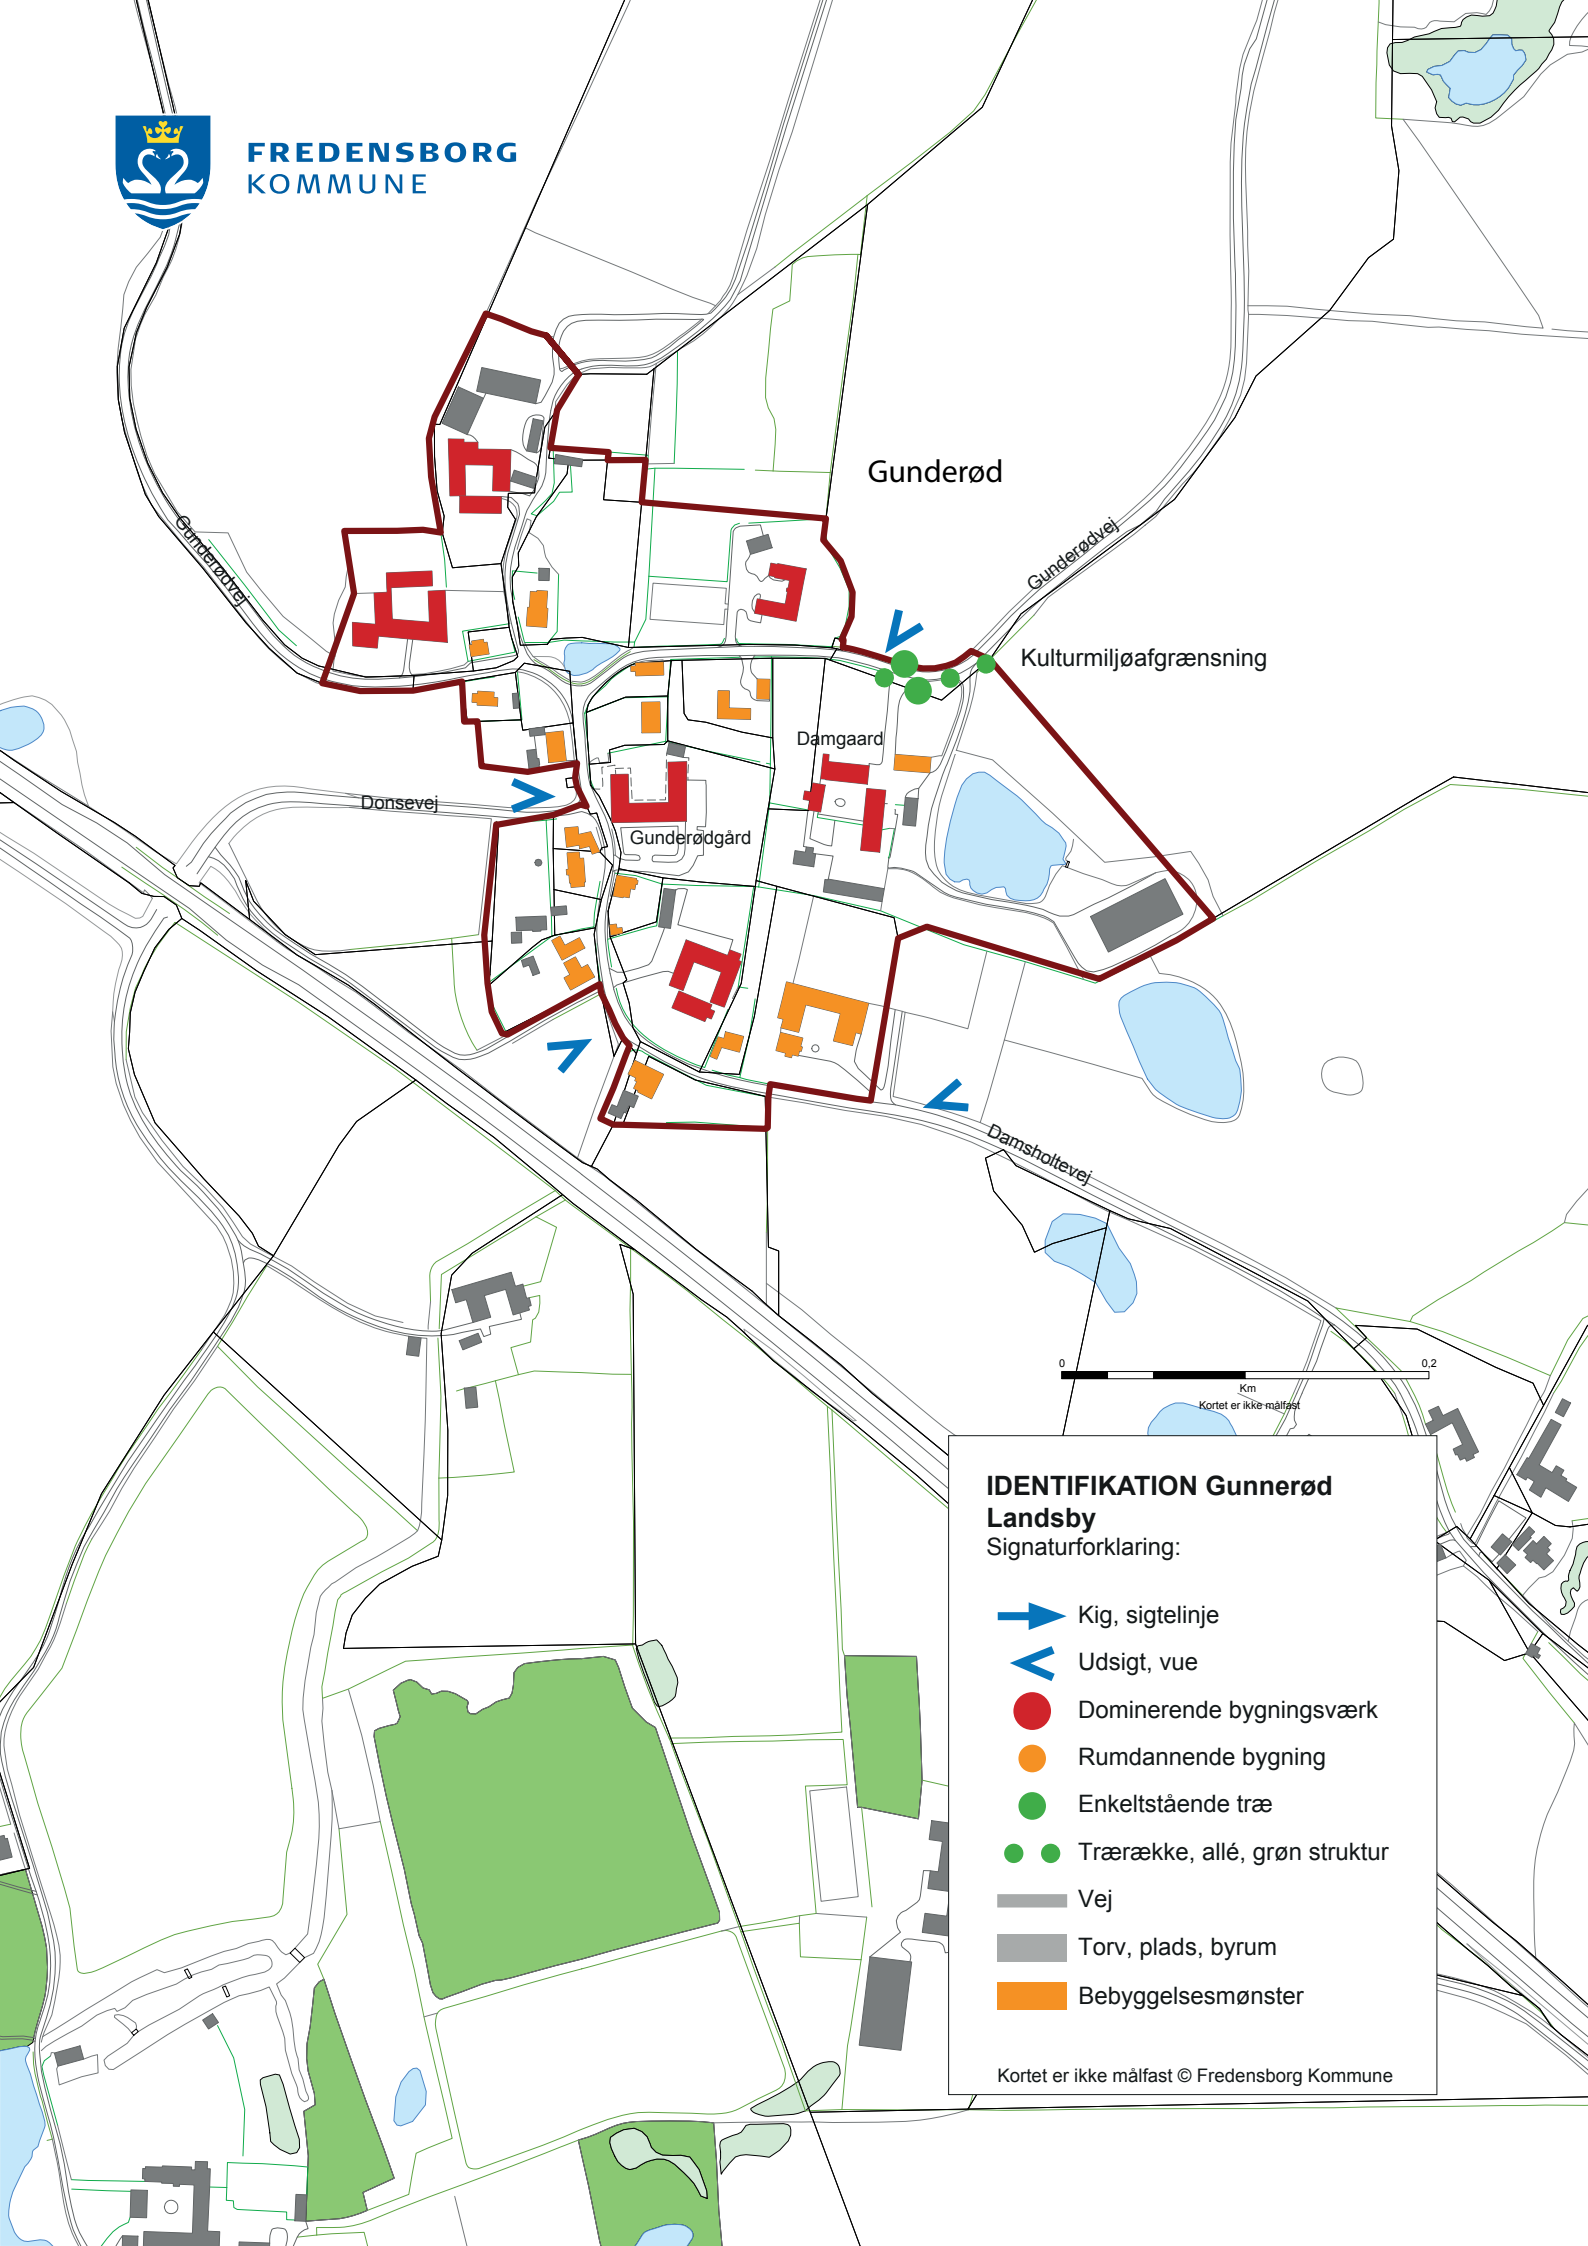 FREDENSBORG
KOMMUNE
Gunderød
Gunderødvej
Gunderødvej
Kulturmiljøafgrænsning
Damgaard
Donsevej
Gunderødgård
Damsholtevej
0 0,2
Km
Kortet er ikke målfast
IDENTIFIKATION Gunnerød
Landsby
Signaturforklaring:
Kig, sigtelinje
Udsigt, vue
Dominerende bygningsværk
Rumdannende bygning
Enkeltstående træ
Trærække, allé, grøn struktur
Vej
Torv, plads, byrum
Bebyggelsesmønster
Kortet er ikke målfast © Fredensborg Kommune